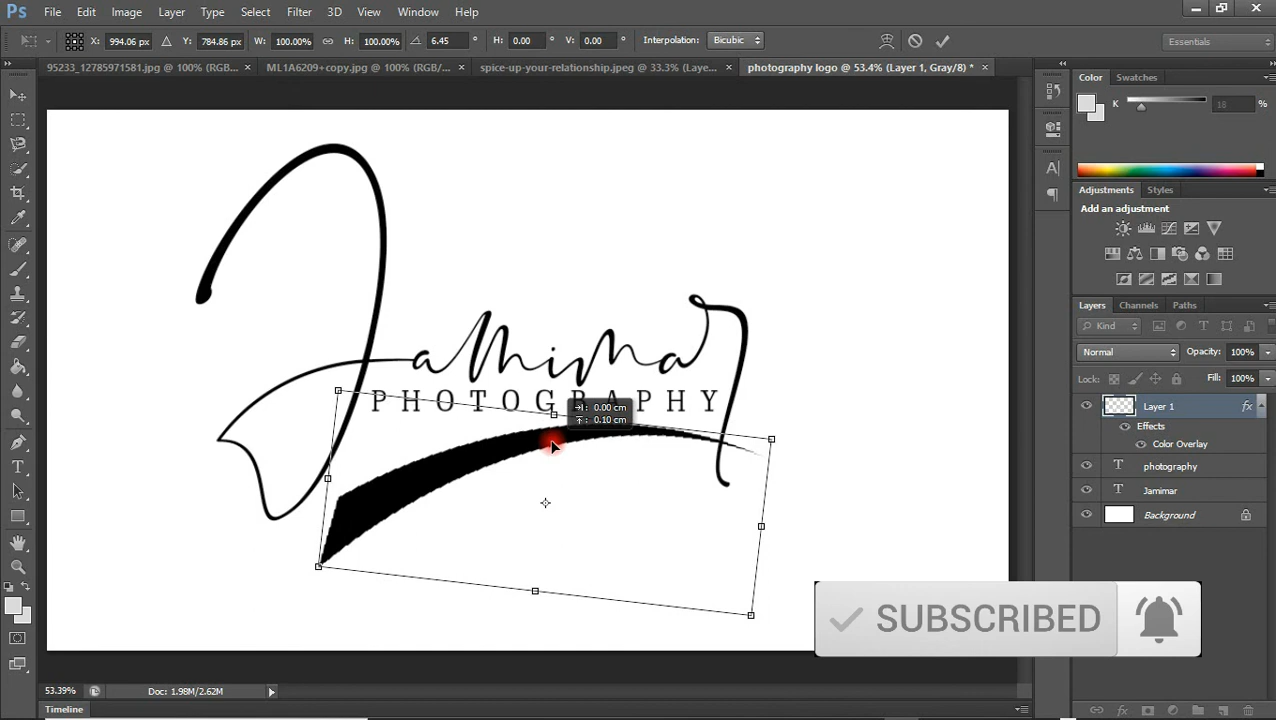 Ps File Edit Image Layer Type Select Filter 3D View Window Help
X: 994.06 px Y: 784.86 px W: 100.00% H: 100.00% 6.45 ° H: 0.00 ° V: 0.00 ° Interpolation: Bicubic Essentials
95233_12785971581.jpg @ 100% (RGB... × ML1A6209+copy.jpg @ 100% (RGB/... × spice-up-your-relationship.jpeg @ 33.3% (Laye... × photography logo @ 53.4% (Layer 1, Gray/8) * ×
Color Swatches
K 18 %
Adjustments Styles
Add an adjustment
Jamimar
PHOTOGRAPHY
→I: 0.00 cm
: 0.10 cm
Layers Channels Paths
Kind
Normal Opacity: 100%
Lock: Fill: 100%
Layer 1 fx
Effects
Color Overlay
T photography
T Jamimar
Background
SUBSCRIBED
53.39% Doc: 1.98M/2.62M
Timeline